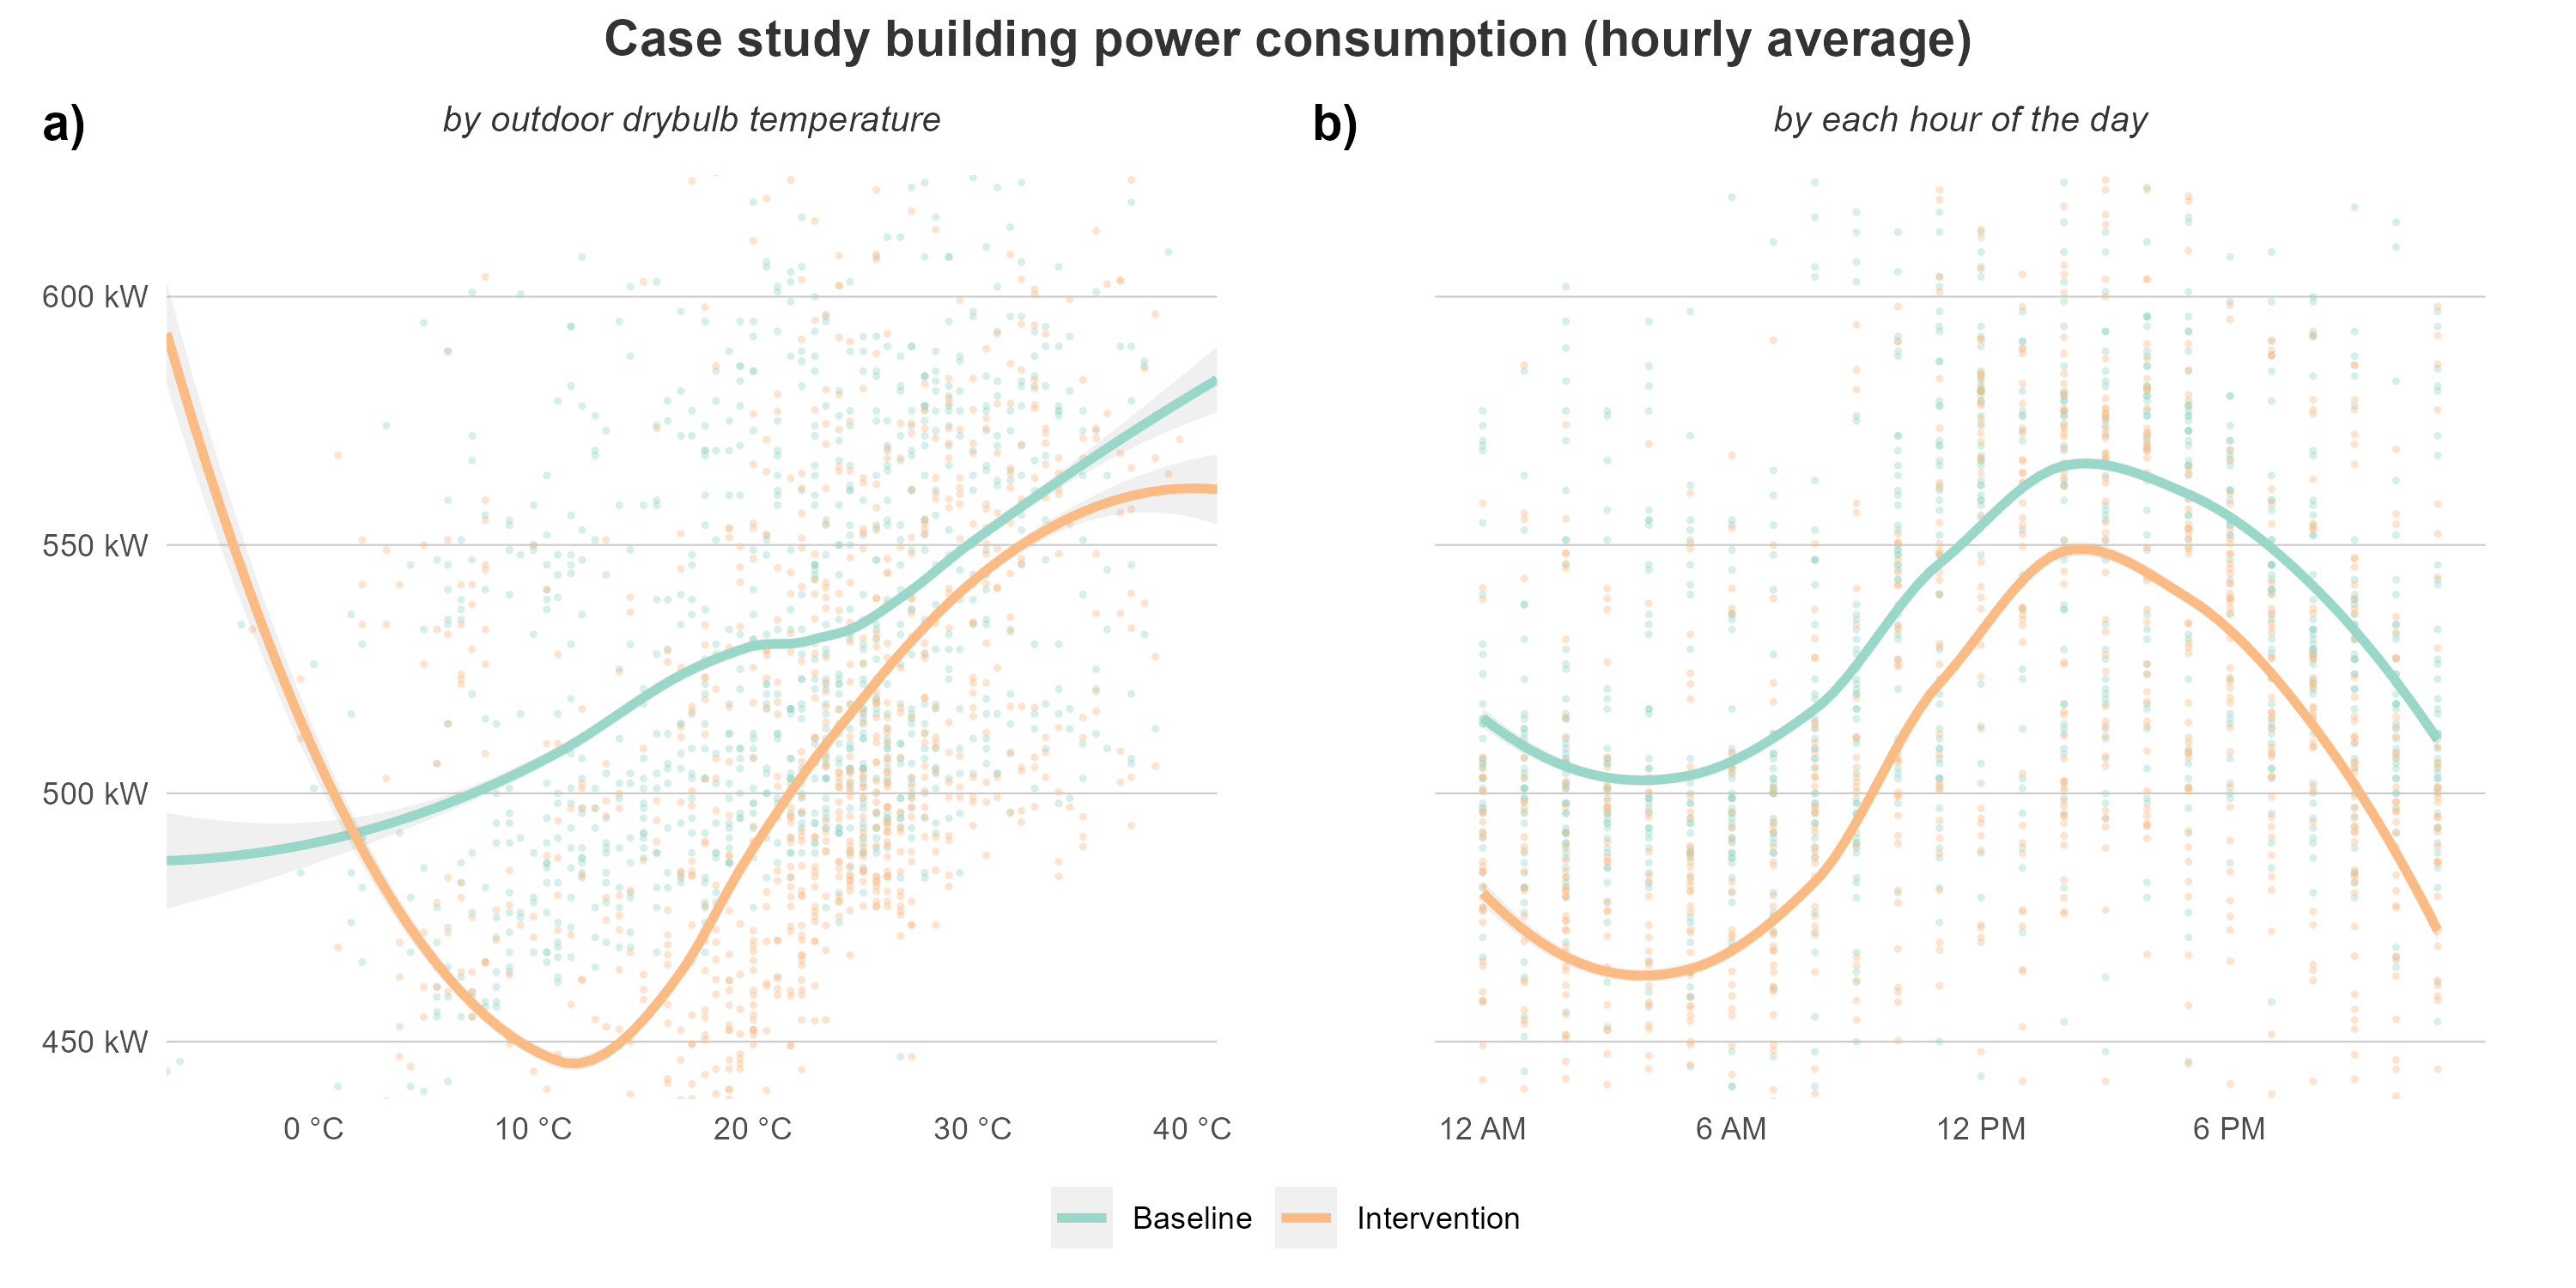 Case study building power consumption (hourly average)
a)
by outdoor drybulb temperature
600 kW
550 kW
500 kW
450 kW
0 °C
10 °C
20 °C
30 °C
40 °C
b)
by each hour of the day
12 AM
6 AM
12 PM
6 PM
Baseline
Intervention